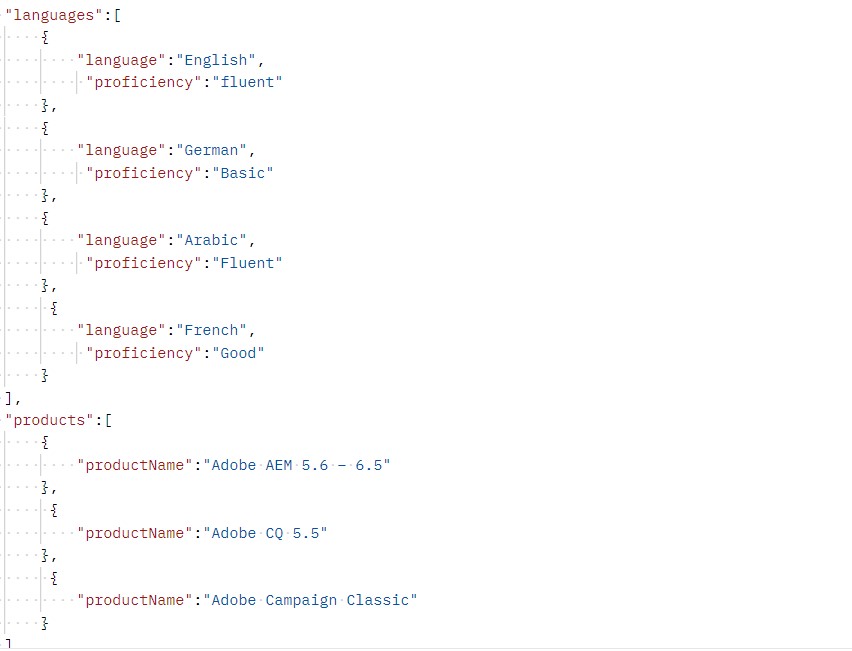 "languages":[
{
"language":"English",
"proficiency":"fluent"
},
{
"language":"German",
"proficiency":"Basic"
},
{
"language":"Arabic",
"proficiency":"Fluent"
},
{
"language":"French",
"proficiency":"Good"
}
],
"products":[
{
"productName":"Adobe AEM 5.6 – 6.5"
},
{
"productName":"Adobe CQ 5.5"
},
{
"productName":"Adobe Campaign Classic"
}
]